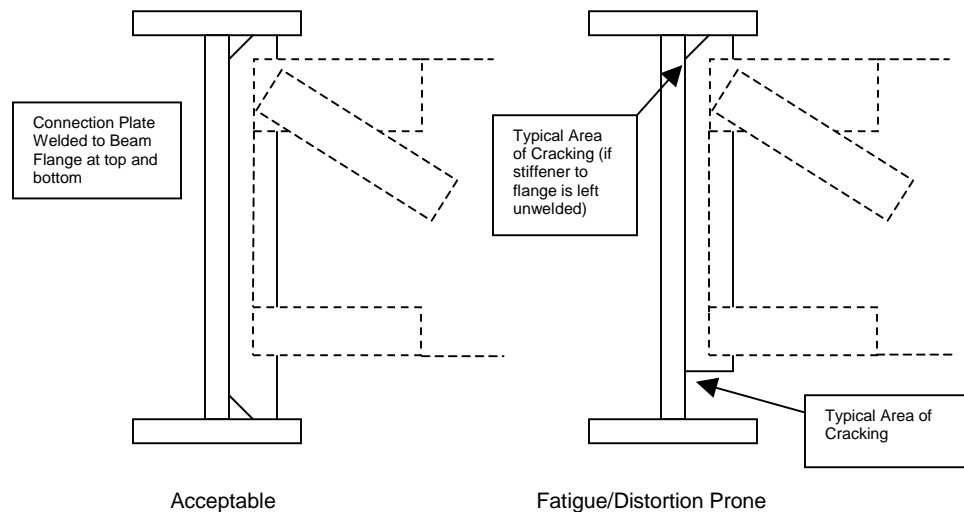 Connection Plate
Welded to Beam
Flange at top and
bottom
Typical Area
of Cracking (if
stiffener to
flange is left
unwelded)
Typical Area of
Cracking
Acceptable
Fatigue/Distortion Prone